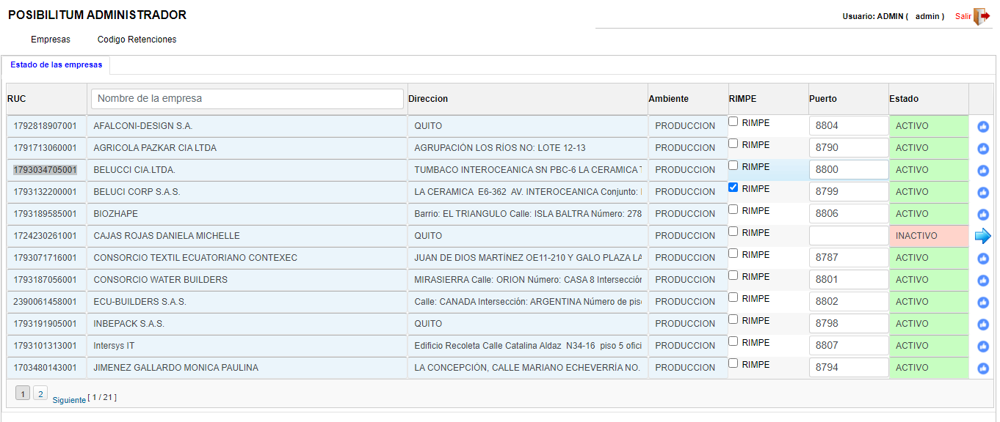 POSIBILITUM ADMINISTRADOR
Usuario: ADMIN ( admin ) Salir
Empresas Codigo Retenciones
Estado de las empresas
RUC Nombre de la empresa Direccion Ambiente RIMPE Puerto Estado
1792818907001 AFALCONI-DESIGN S.A. QUITO PRODUCCION RIMPE 8804 ACTIVO
1791713060001 AGRICOLA PAZKAR CIA LTDA AGRUPACIÓN LOS RÍOS NO: LOTE 12-13 PRODUCCION RIMPE 8790 ACTIVO
1793034705001 BELUCCI CIA.LTDA. TUMBACO INTEROCEANICA SN PBC-6 LA CERAMICA PRODUCCION RIMPE 8800 ACTIVO
1793132200001 BELUCI CORP S.A.S. LA CERAMICA E6-362 AV. INTEROCEANICA Conjunto: PRODUCCION RIMPE 8799 ACTIVO
1793189585001 BIOZHAPE Barrio: EL TRIANGULO Calle: ISLA BALTRA Número: 278 PRODUCCION RIMPE 8806 ACTIVO
1724230261001 CAJAS ROJAS DANIELA MICHELLE QUITO PRODUCCION RIMPE INACTIVO
1793071716001 CONSORCIO TEXTIL ECUATORIANO CONTEXEC JUAN DE DIOS MARTÍNEZ OE11-210 Y GALO PLAZA LA PRODUCCION RIMPE 8787 ACTIVO
1793187056001 CONSORCIO WATER BUILDERS MIRASIERRA Calle: ORION Número: CASA 8 Intersección PRODUCCION RIMPE 8801 ACTIVO
2390061458001 ECU-BUILDERS S.A.S. Calle: CANADA Intersección: ARGENTINA Número de piso PRODUCCION RIMPE 8802 ACTIVO
1793191905001 INBEPACK S.A.S. QUITO PRODUCCION RIMPE 8798 ACTIVO
1793101313001 Intersys IT Edificio Recoleta Calle Catalina Aldaz N34-16 piso 5 ofici PRODUCCION RIMPE 8807 ACTIVO
1703480143001 JIMENEZ GALLARDO MONICA PAULINA LA CONCEPCIÓN, CALLE MARIANO ECHEVERRÍA NO. PRODUCCION RIMPE 8794 ACTIVO
1 2 Siguiente [ 1 / 21 ]